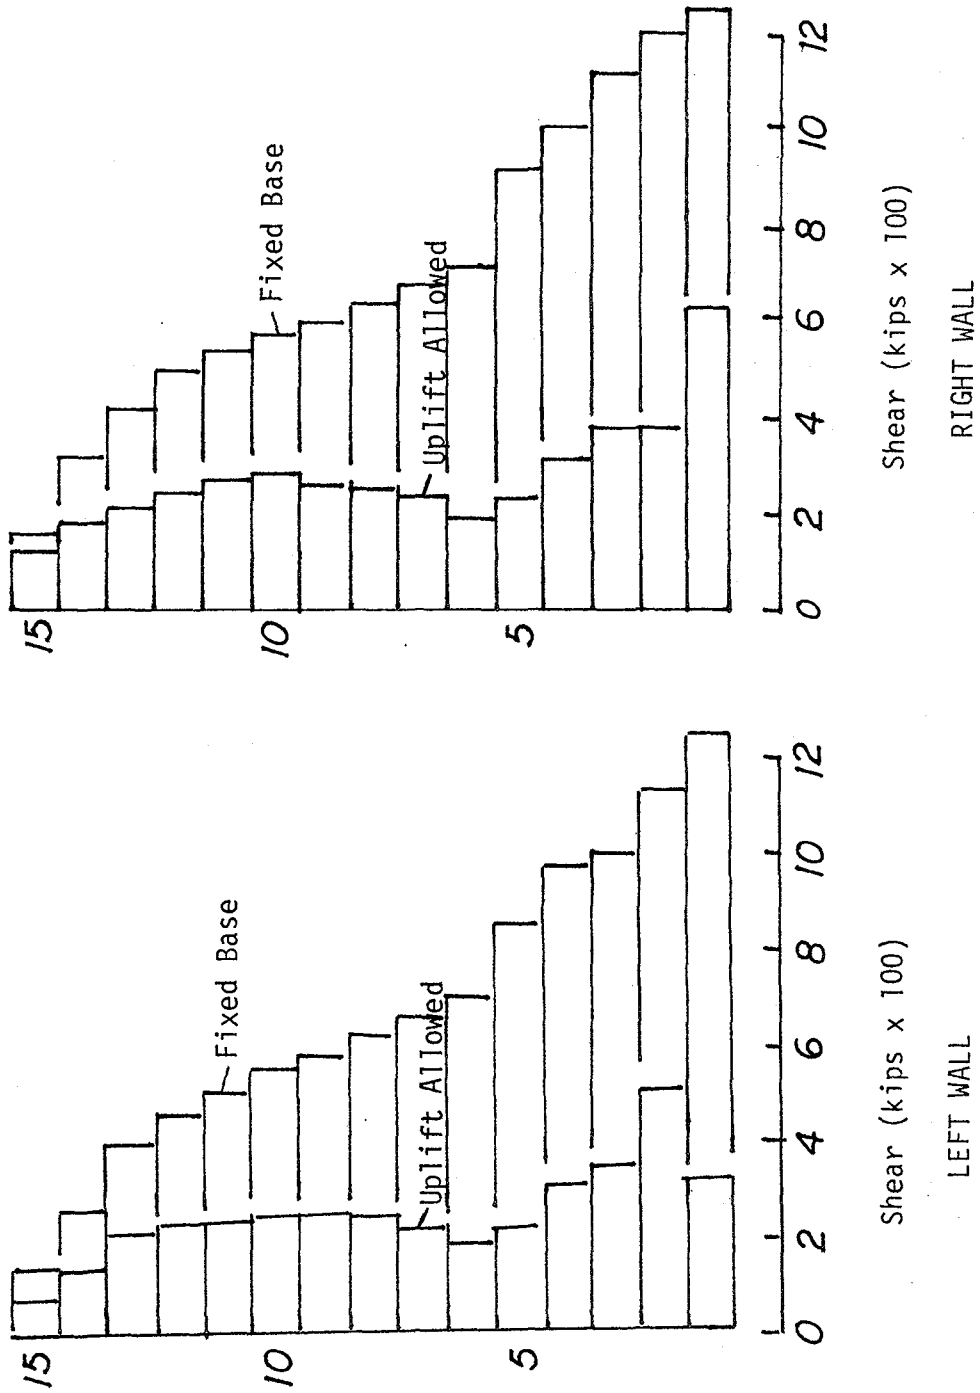 15
10
5
Fixed Base
Uplift Allowed
0 2 4 6 8 10 12
Shear (kips x 100)
LEFT WALL
15
10
5
Fixed Base
Uplift Allowed
0 2 4 6 8 10 12
Shear (kips x 100)
RIGHT WALL